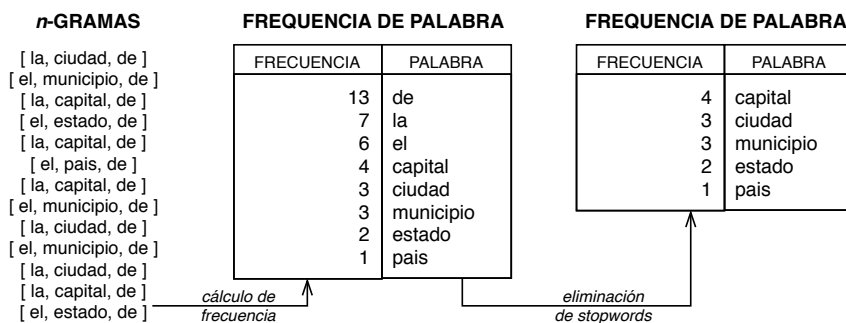 n-GRAMAS
[ la, ciudad, de ]
[ el, municipio, de ]
[ la, capital, de ]
[ el, estado, de ]
[ la, capital, de ]
[ el, pais, de ]
[ la, capital, de ]
[ el, municipio, de ]
[ la, ciudad, de ]
[ el, municipio, de ]
[ la, ciudad, de ]
[ la, capital, de ]
[ el, estado, de ]
cálculo de
frecuencia
FREQUENCIA DE PALABRA
FRECUENCIA PALABRA
13 de
7 la
6 el
4 capital
3 ciudad
3 municipio
2 estado
1 pais
eliminación
de stopwords
FREQUENCIA DE PALABRA
FRECUENCIA PALABRA
4 capital
3 ciudad
3 municipio
2 estado
1 pais